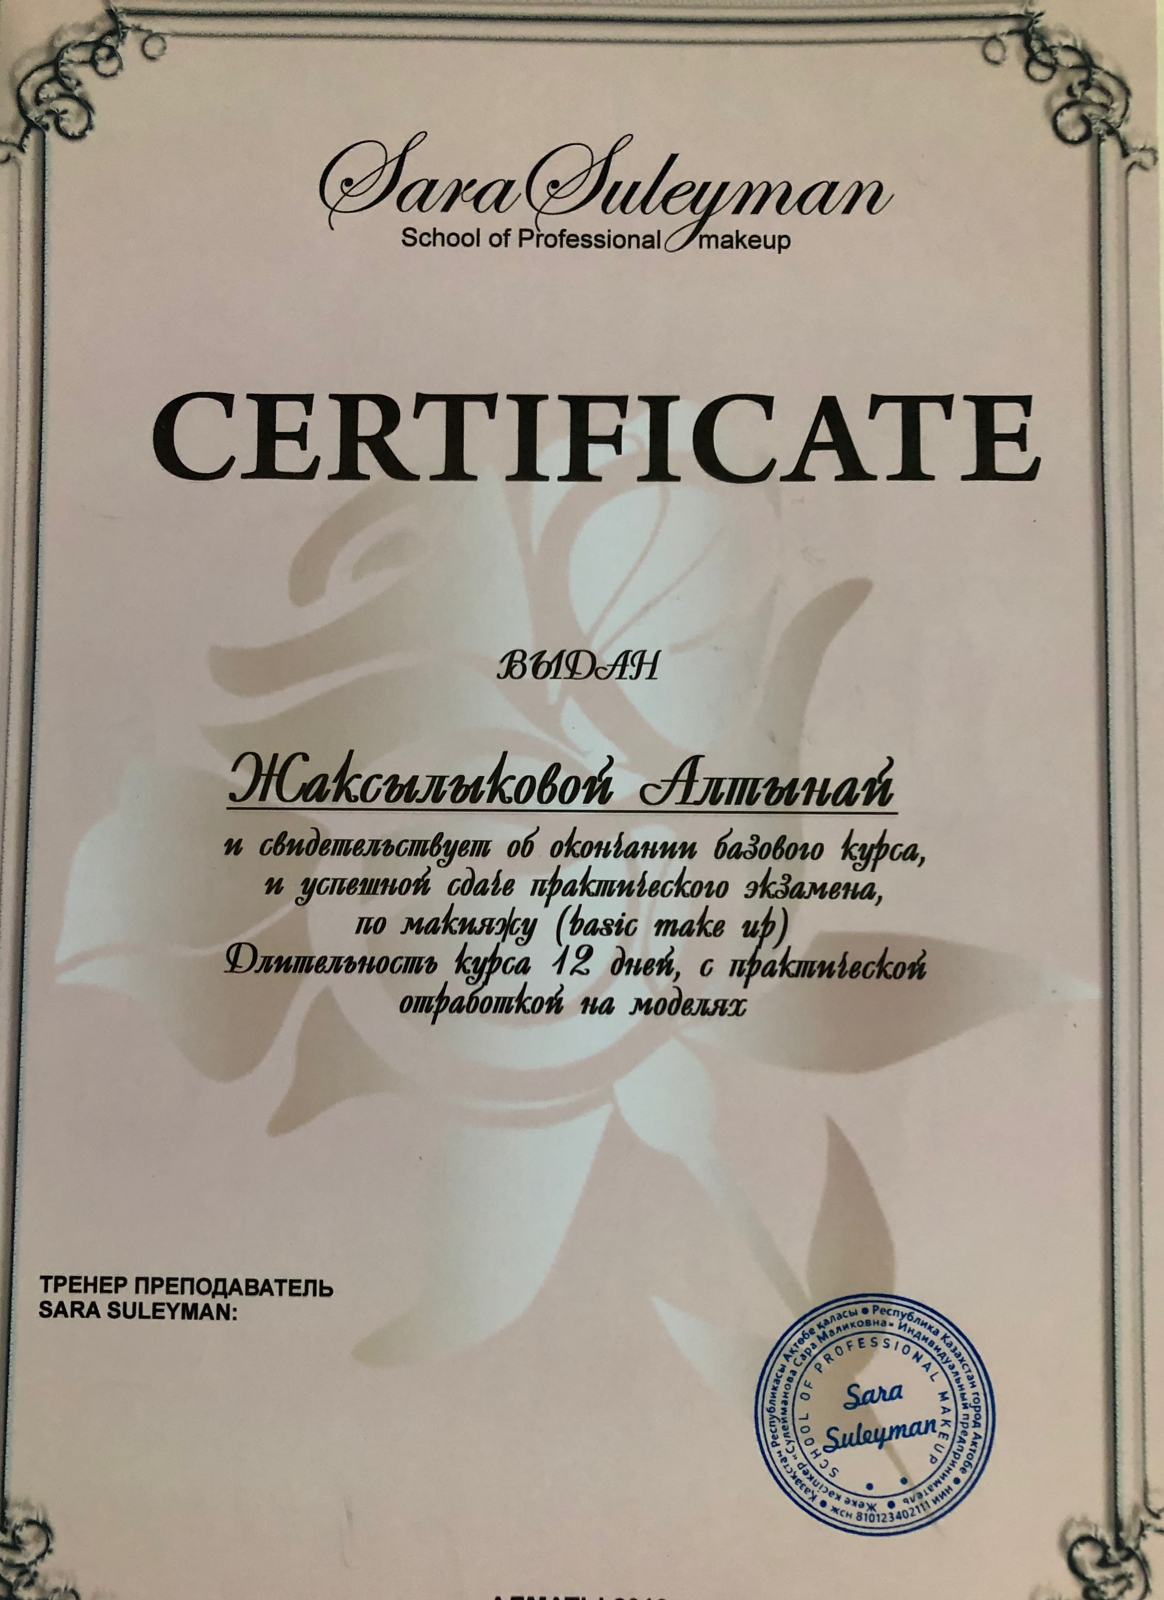 Sara Suleyman
School of Professional makeup
CERTIFICATE
ВЫДАН
Жаксылыковой Алтынай
и свидетельствует об окончании базового курса,
и успешной сдаче практического экзамена,
по макияжу (basic make up)
Длительность курса 12 дней, с практической
отработкой на моделях
ТРЕНЕР ПРЕПОДАВАТЕЛЬ
SARA SULEYMAN:
Қазақстан Республикасы Ақтөбе қаласы • Республика Казахстан город Актобе
• ЖСН 810123402111 ИИН •
Жеке кәсіпкер «Сулейманова Сара Маликовна» Индивидуальный предприниматель
SCHOOL OF PROFESSIONAL MAKEUP
Sara
Suleyman